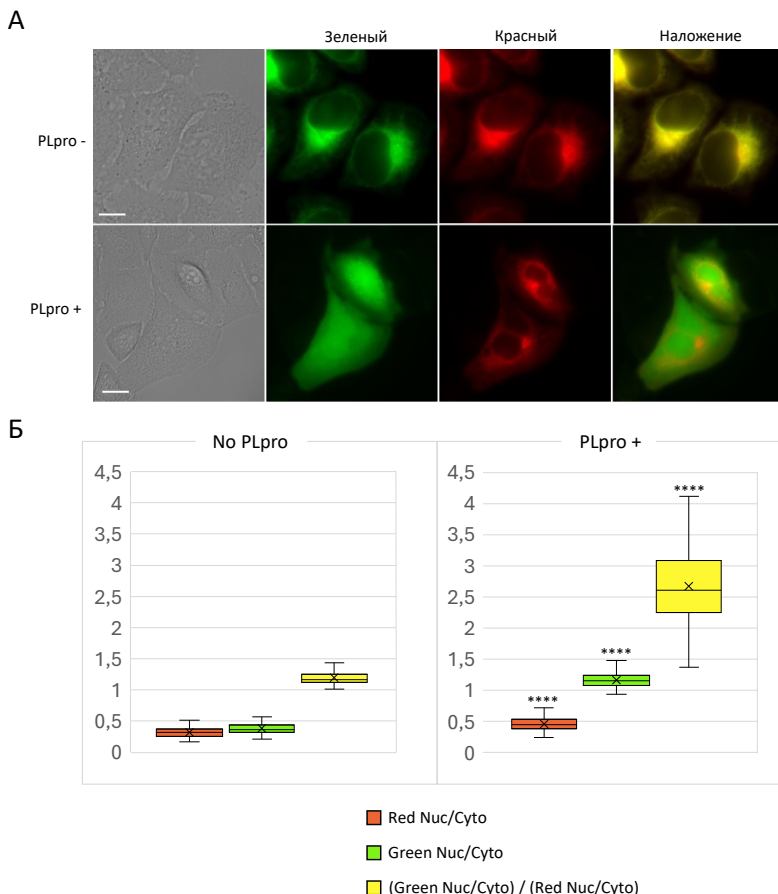 А
Зеленый Красный Наложение
PLpro -
PLpro +
Б
No PLpro PLpro +
4,5 4,5
4 4
3,5 3,5
3 3
2,5 2,5
2 2
1,5 1,5
1 1
0,5 0,5
0 0
****
****
****
Red Nuc/Cyto
Green Nuc/Cyto
(Green Nuc/Cyto) / (Red Nuc/Cyto)